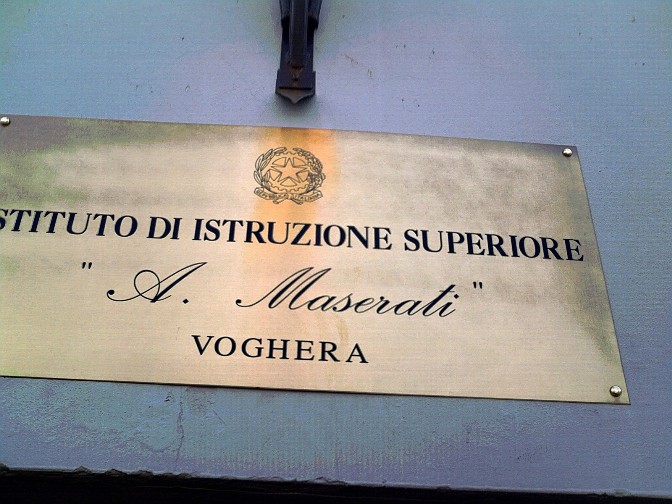 STITUTO DI ISTRUZIONE SUPERIORE
"A. Maserati"
VOGHERA